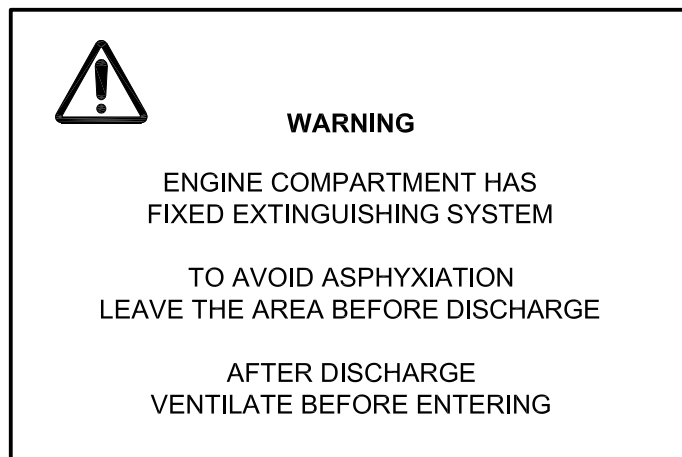 WARNING
ENGINE COMPARTMENT HAS
FIXED EXTINGUISHING SYSTEM
TO AVOID ASPHYXIATION
LEAVE THE AREA BEFORE DISCHARGE
AFTER DISCHARGE
VENTILATE BEFORE ENTERING